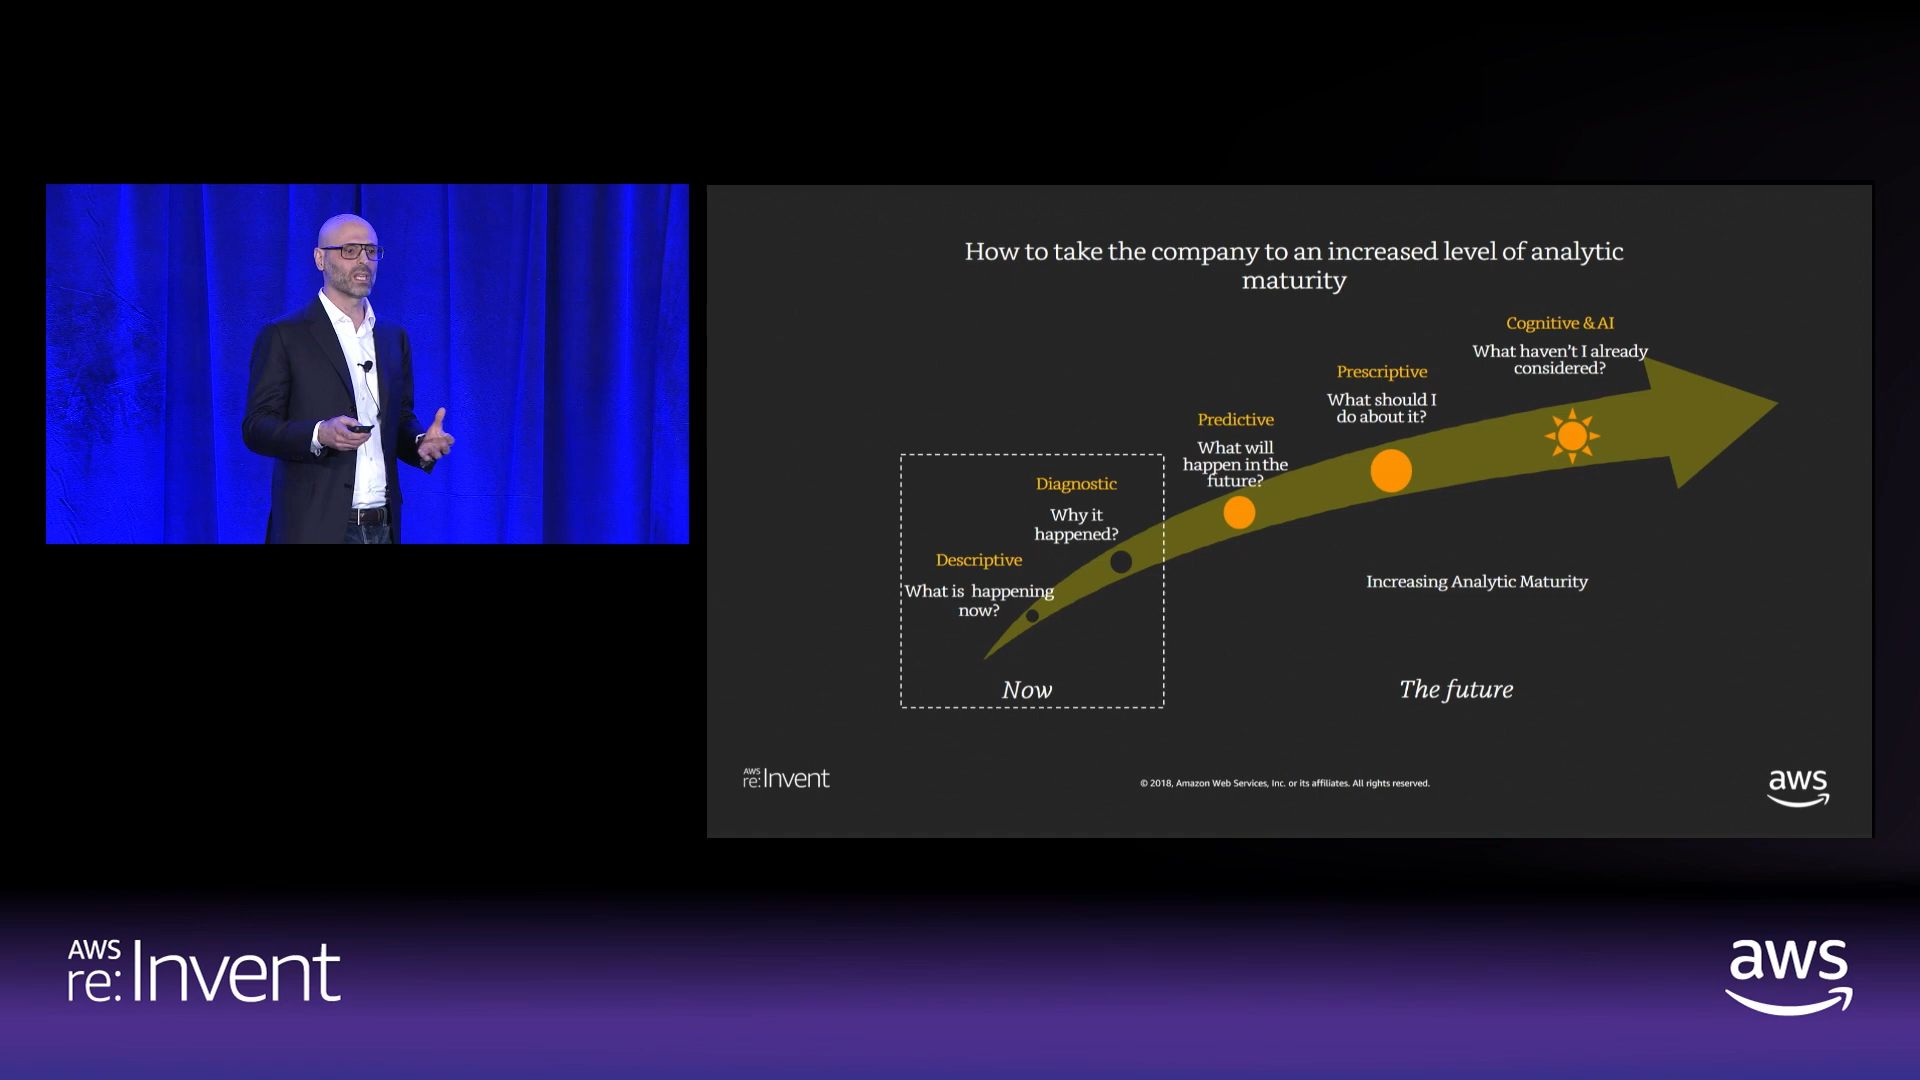 How to take the company to an increased level of analytic
maturity
Cognitive & AI
What haven't I already
considered?
Prescriptive
What should I
do about it?
Predictive
What will
happen in the
future?
Diagnostic
Why it
happened?
Descriptive
What is happening
now?
Increasing Analytic Maturity
Now
The future
AWS
re:Invent
© 2018, Amazon Web Services, Inc. or its affiliates. All rights reserved.
aws
AWS
re:Invent
aws